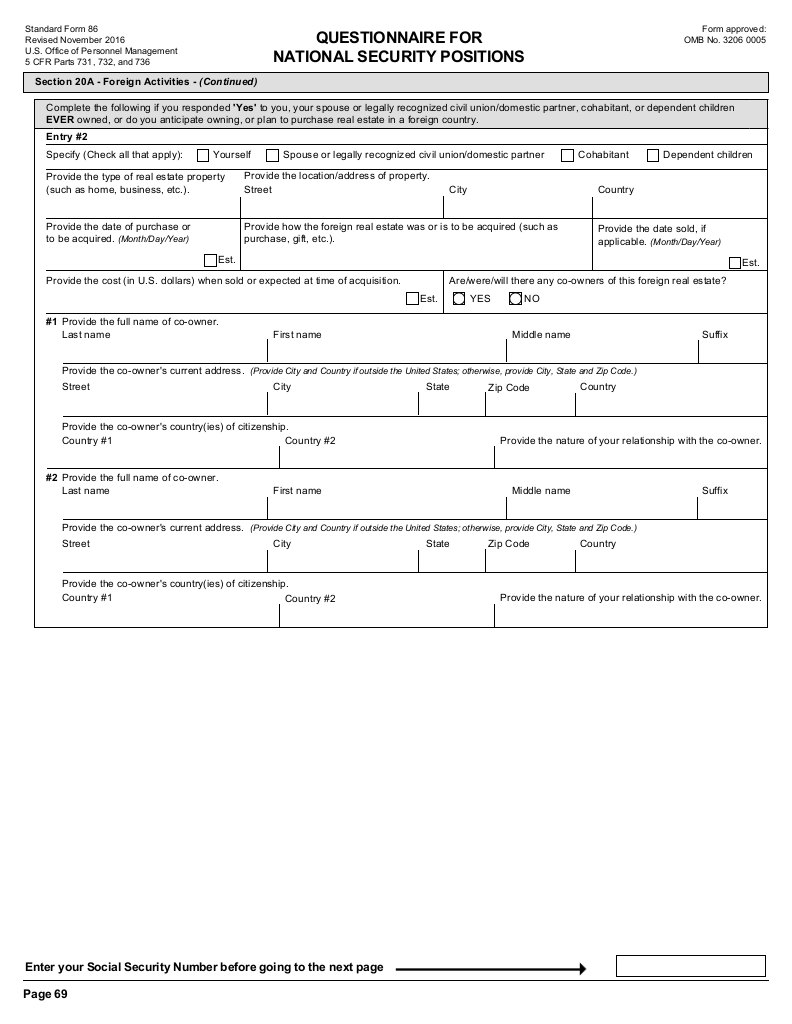 Standard Form 86
Revised November 2016
U.S. Office of Personnel Management
5 CFR Parts 731, 732, and 736
QUESTIONNAIRE FOR
NATIONAL SECURITY POSITIONS
Form approved:
OMB No. 3206 0005
Section 20A - Foreign Activities - (Continued)
Complete the following if you responded 'Yes' to you, your spouse or legally recognized civil union/domestic partner, cohabitant, or dependent children
EVER owned, or do you anticipate owning, or plan to purchase real estate in a foreign country.
Entry #2
Specify (Check all that apply): Yourself Spouse or legally recognized civil union/domestic partner Cohabitant Dependent children
Provide the type of real estate property
(such as home, business, etc.).
Provide the location/address of property.
Street City Country
Provide the date of purchase or
to be acquired. (Month/Day/Year)
Est.
Provide how the foreign real estate was or is to be acquired (such as
purchase, gift, etc.).
Provide the date sold, if
applicable. (Month/Day/Year)
Est.
Provide the cost (in U.S. dollars) when sold or expected at time of acquisition.
Est.
Are/were/will there any co-owners of this foreign real estate?
YES NO
#1 Provide the full name of co-owner.
Last name First name Middle name Suffix
Provide the co-owner's current address. (Provide City and Country if outside the United States; otherwise, provide City, State and Zip Code.)
Street City State Zip Code Country
Provide the co-owner's country(ies) of citizenship.
Country #1 Country #2 Provide the nature of your relationship with the co-owner.
#2 Provide the full name of co-owner.
Last name First name Middle name Suffix
Provide the co-owner's current address. (Provide City and Country if outside the United States; otherwise, provide City, State and Zip Code.)
Street City State Zip Code Country
Provide the co-owner's country(ies) of citizenship.
Country #1 Country #2 Provide the nature of your relationship with the co-owner.
Enter your Social Security Number before going to the next page
Page 69